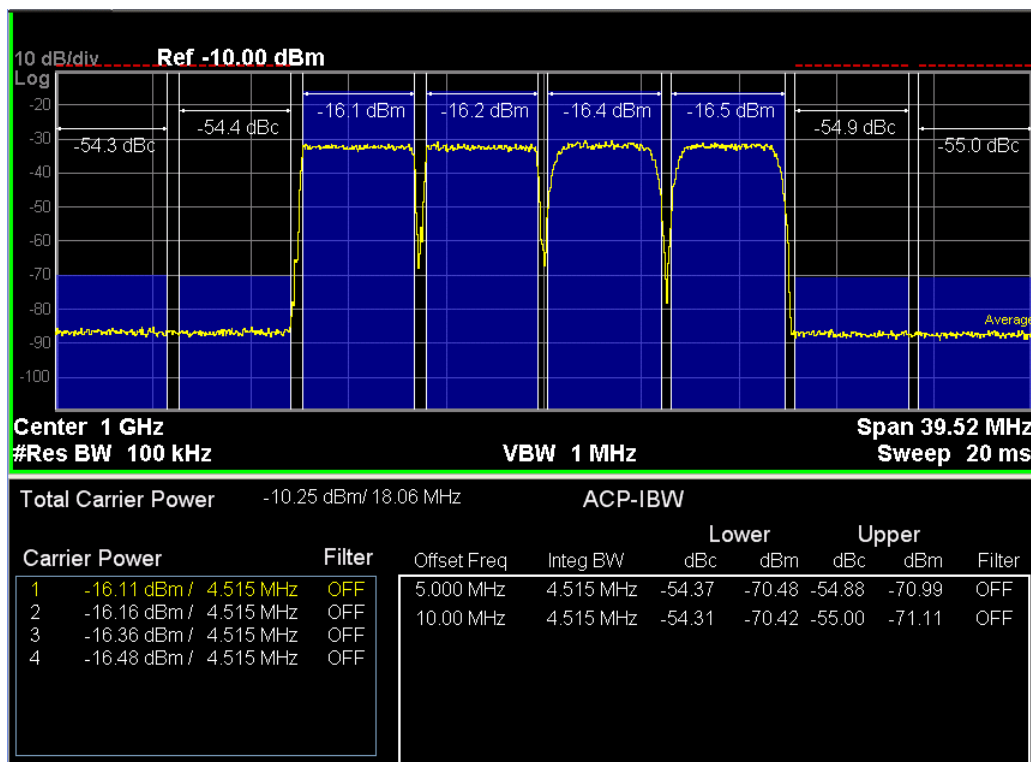 10 dB/div Ref -10.00 dBm
Log
-20
-30
-40
-50
-60
-70
-80
-90
-100
-54.3 dBc
-54.4 dBc
-16.1 dBm
-16.2 dBm
-16.4 dBm
-16.5 dBm
-54.9 dBc
-55.0 dBc
Average
Center 1 GHz Span 39.52 MHz
#Res BW 100 kHz VBW 1 MHz Sweep 20 ms
Total Carrier Power -10.25 dBm/ 18.06 MHz ACP-IBW
Lower Upper
Carrier Power Filter Offset Freq Integ BW dBc dBm dBc dBm Filter
1 -16.11 dBm / 4.515 MHz OFF 5.000 MHz 4.515 MHz -54.37 -70.48 -54.88 -70.99 OFF
2 -16.16 dBm / 4.515 MHz OFF 10.00 MHz 4.515 MHz -54.31 -70.42 -55.00 -71.11 OFF
3 -16.36 dBm / 4.515 MHz OFF
4 -16.48 dBm / 4.515 MHz OFF